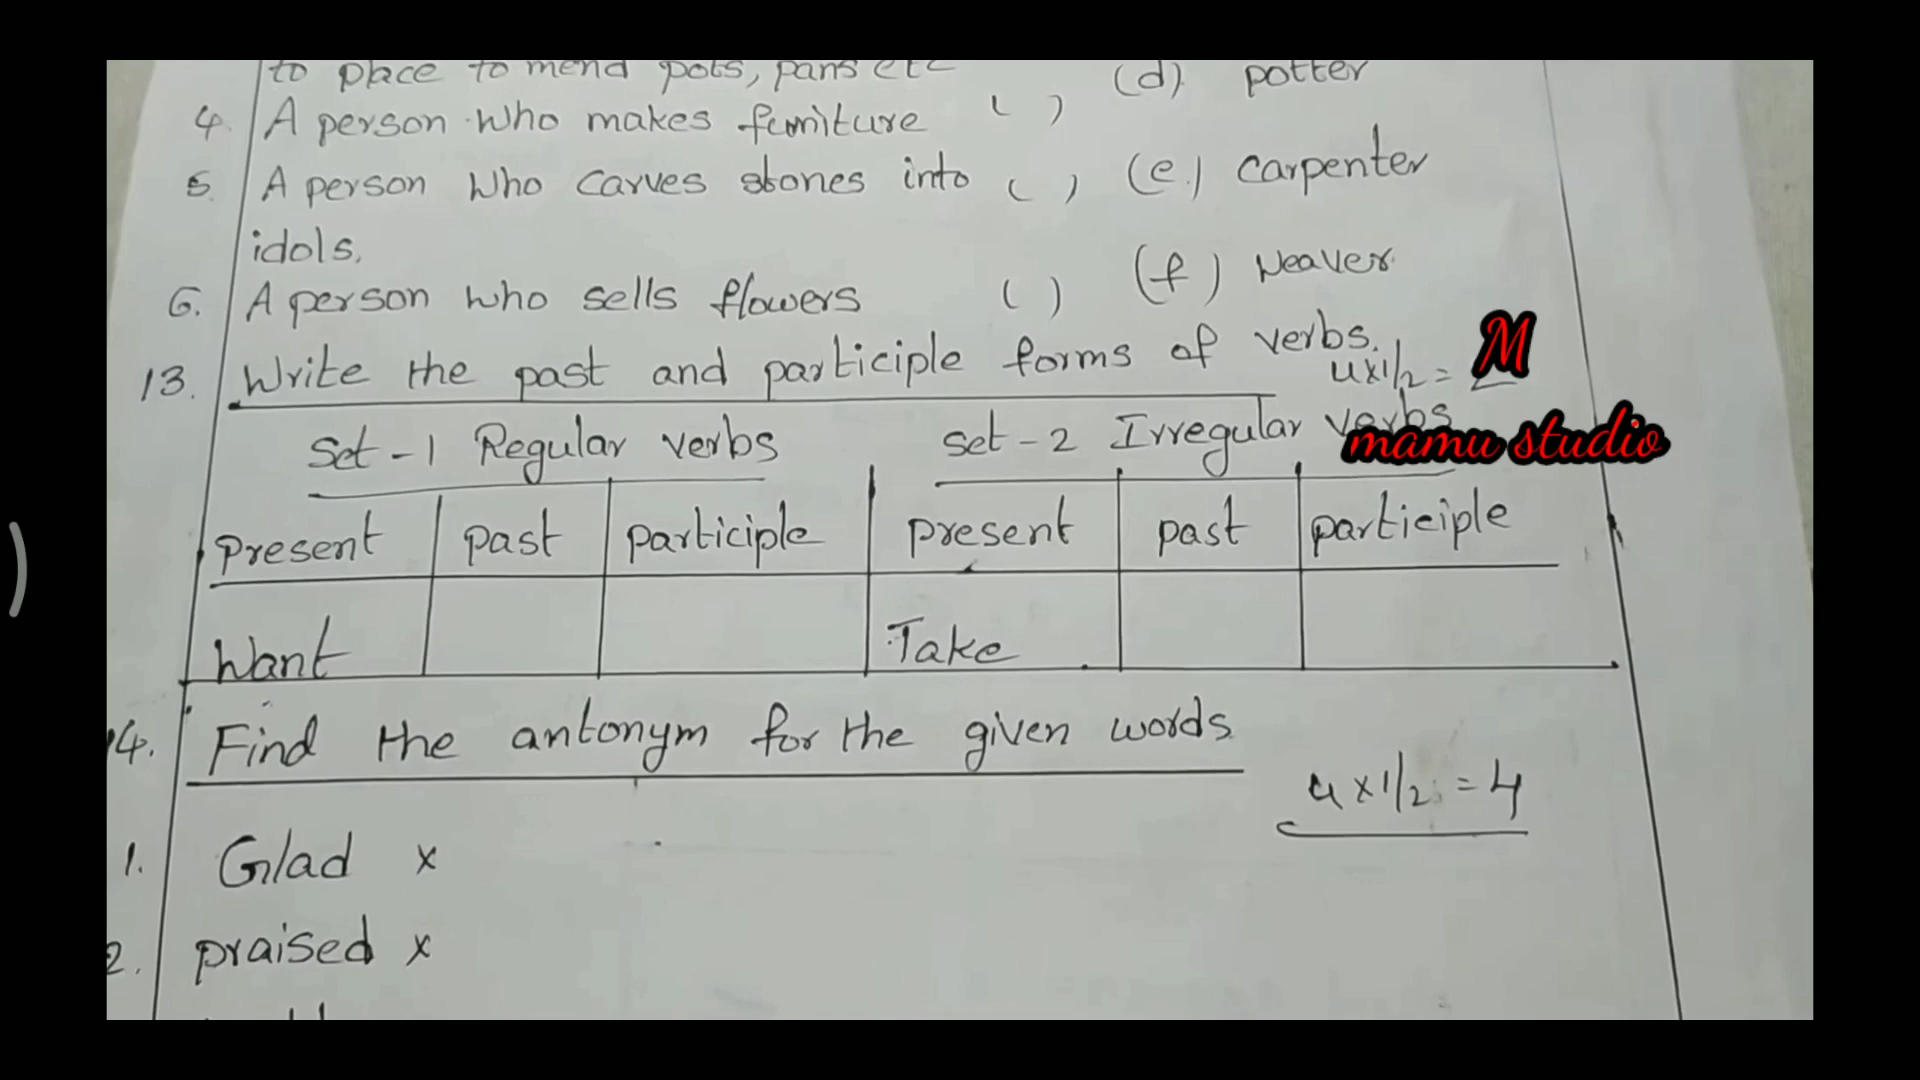 to place to mend pots, pans etc (d) potter
4. A person who makes furniture ( )
5. A person who carves stones into ( ) (e) carpenter
idols.
6. A person who sells flowers ( ) (f) weaver
13. Write the past and participle forms of verbs. 4x1/2 =
M
Set-1 Regular verbs set-2 Irregular verbs
mamu studio
present past participle present past participle
Want Take
14. Find the antonym for the given words
4x1/2 = 4
1. Glad x
2. praised x